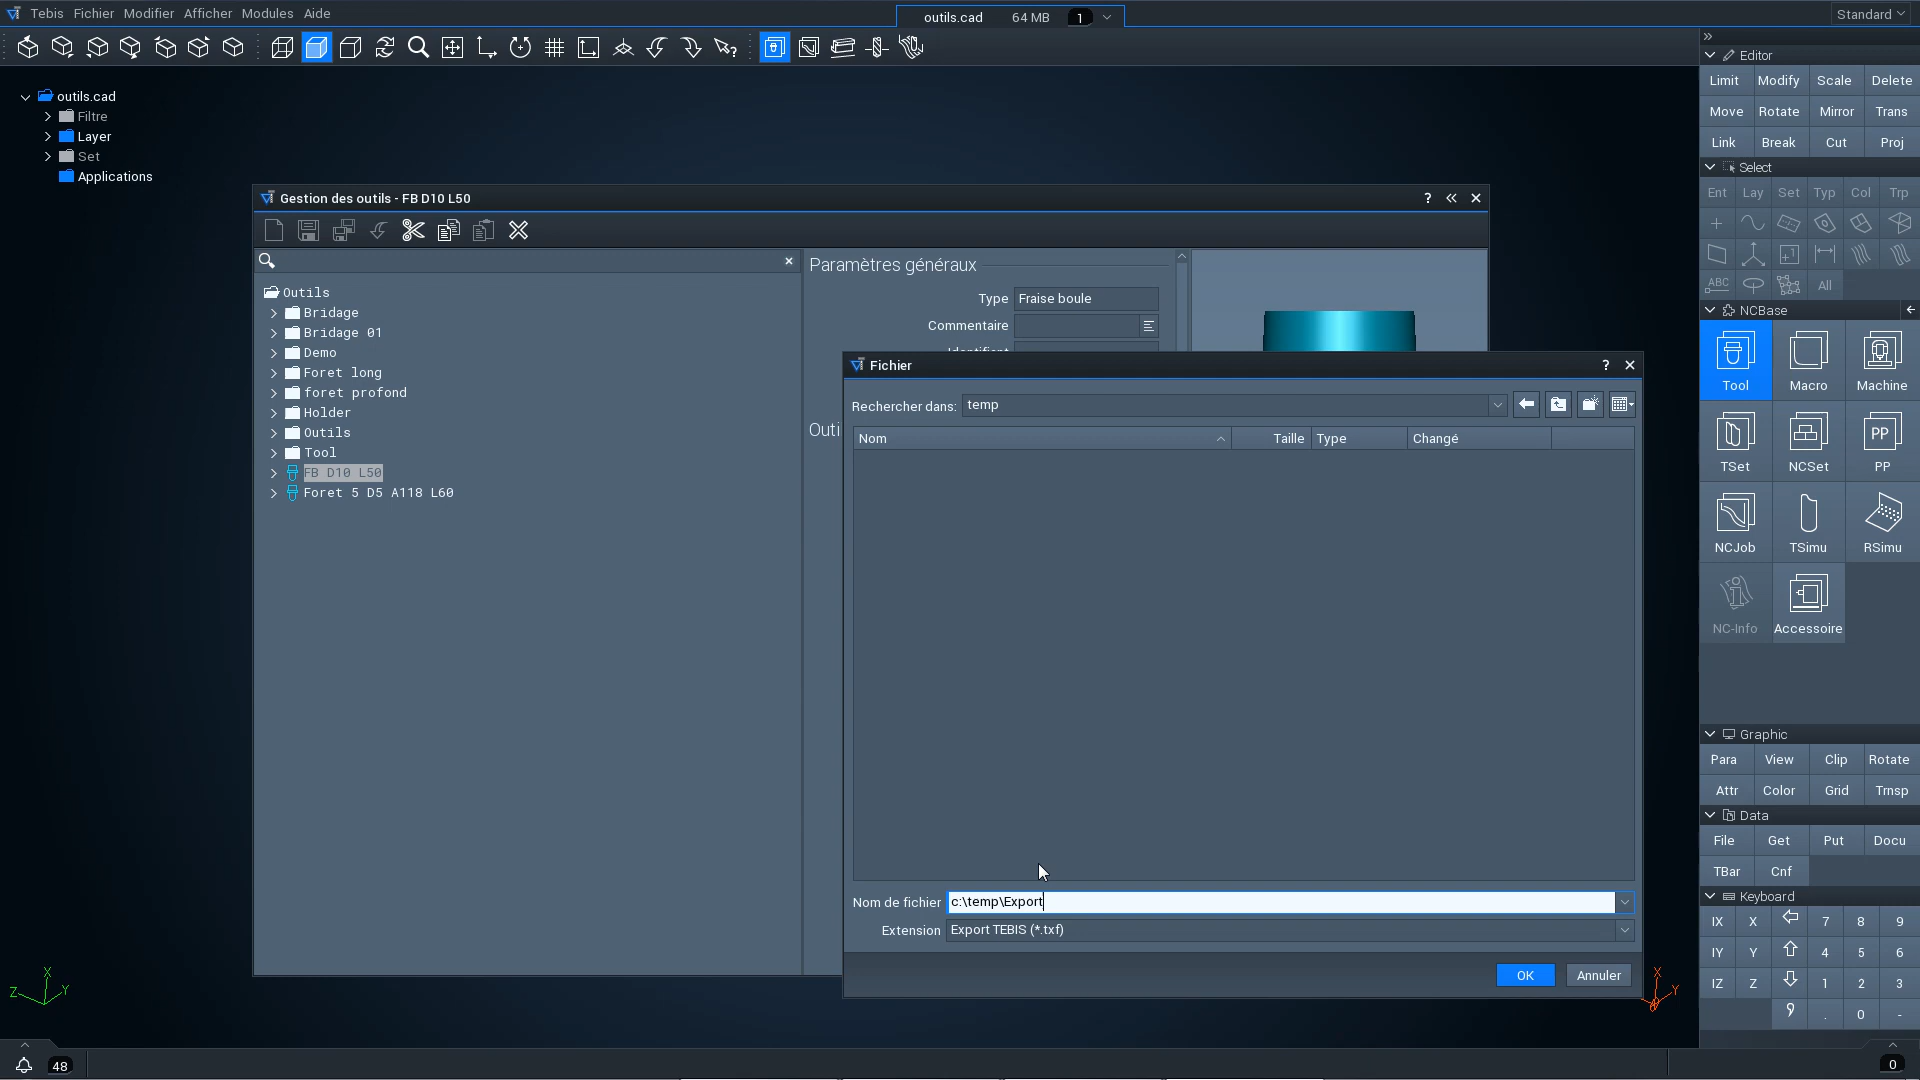 Tebis Fichier Modifier Afficher Modules Aide
outils.cad 64 MB 1
Standard
outils.cad
Filtre
Layer
Set
Applications
Gestion des outils - FB D10 L50
?
Outils
Bridage
Bridage 01
Demo
Foret long
foret profond
Holder
Outils
Tool
FB D10 L50
Foret 5 D5 A118 L60
Paramètres généraux
Type Fraise boule
Commentaire
Identifiant
Outi
Fichier
?
Rechercher dans: temp
Nom Taille Type Changé
Nom de fichier c:\temp\Export
Extension Export TEBIS (*.txf)
OK Annuler
Editor
Limit Modify Scale Delete
Move Rotate Mirror Trans
Link Break Cut Proj
Select
Ent Lay Set Typ Col Trp
ABC All
NCBase
Tool Macro Machine
PP
TSet NCSet PP
NCJob TSimu RSimu
NC-Info Accessoire
Graphic
Para View Clip Rotate
Attr Color Grid Trnsp
Data
File Get Put Docu
TBar Cnf
Keyboard
IX X 7 8 9
IY Y 4 5 6
IZ Z 1 2 3
. 0 -
Z X Y
X Y
48
0